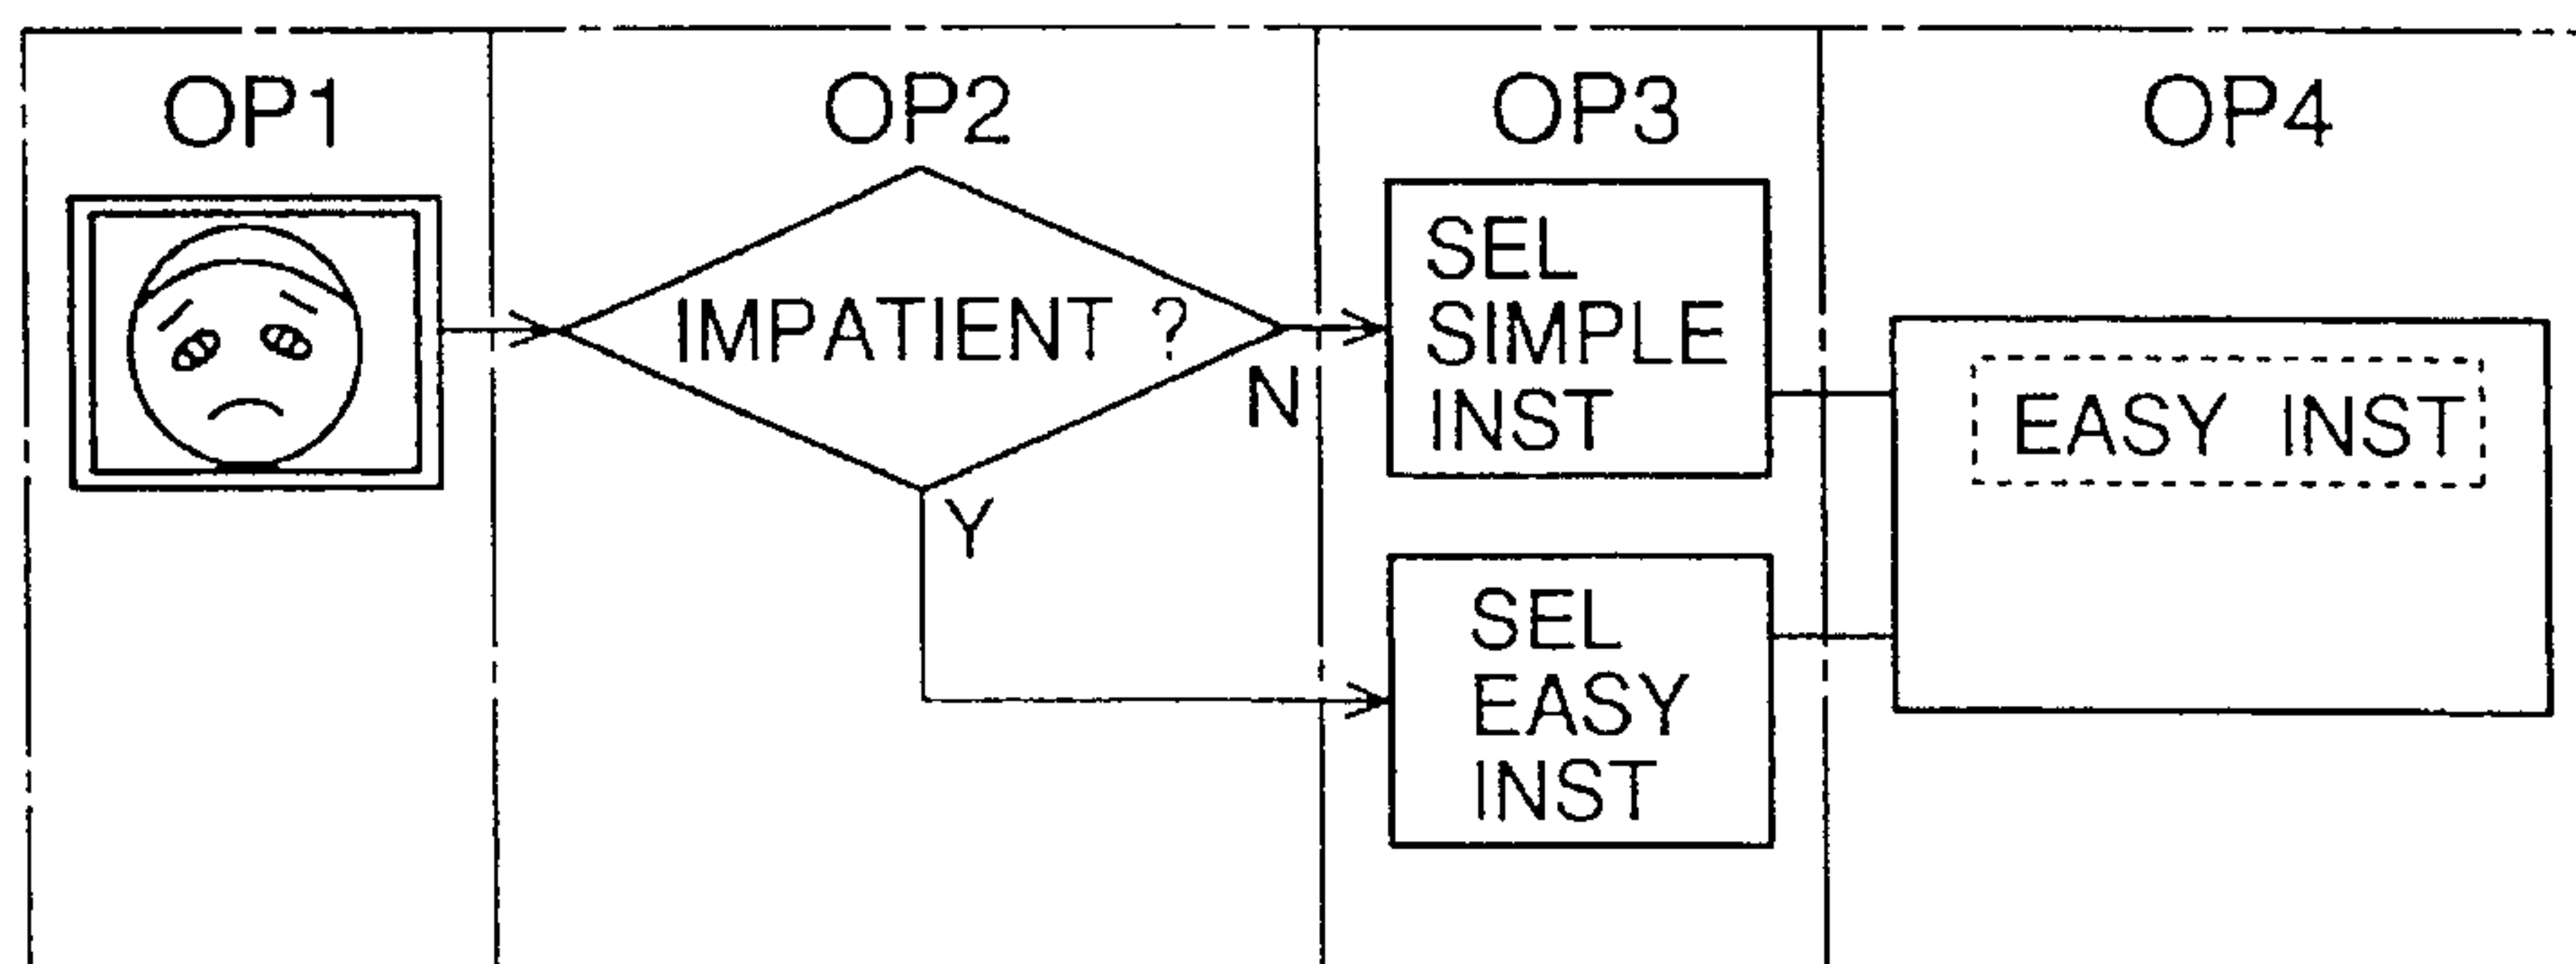 OP1
OP2
OP3
OP4
IMPATIENT ?
N
Y
SEL
SIMPLE
INST
SEL
EASY
INST
EASY INST